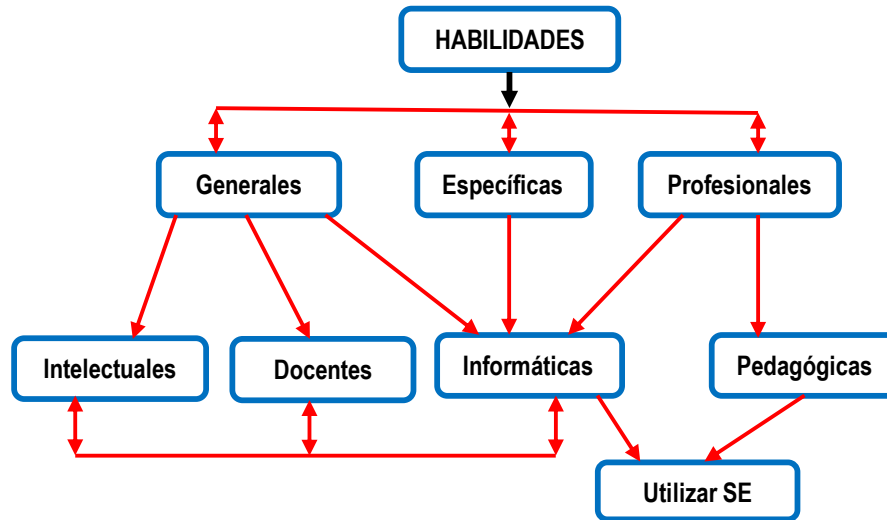 HABILIDADES
Generales
Específicas
Profesionales
Intelectuales
Docentes
Informáticas
Pedagógicas
Utilizar SE